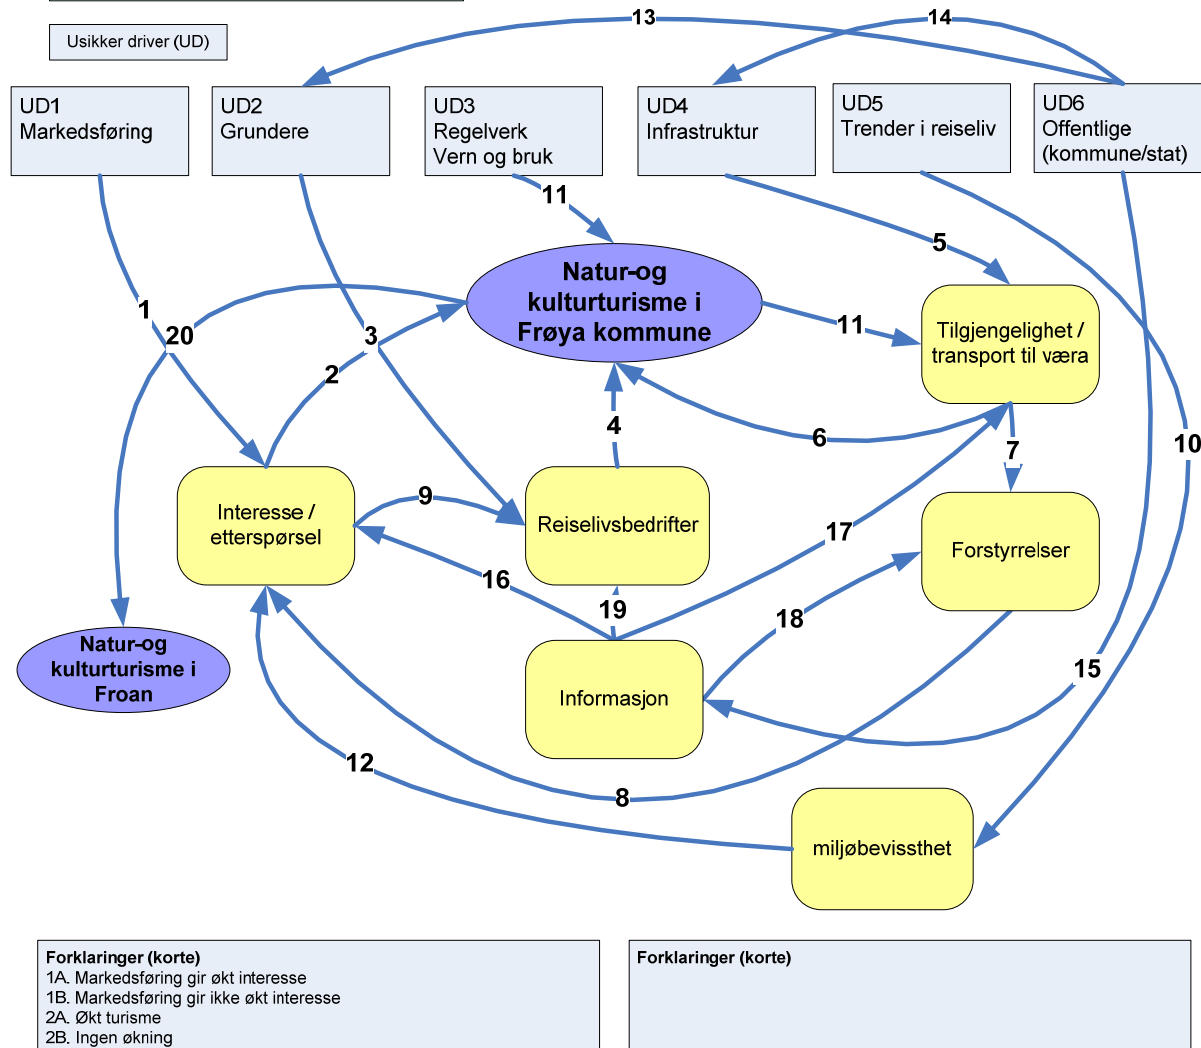 13
14
Usikker driver (UD)
UD1
Markedsføring
UD2
Grundere
UD3
Regelverk
Vern og bruk
UD4
Infrastruktur
UD5
Trender i reiseliv
UD6
Offentlige
(kommune/stat)
11
5
Natur-og
kulturturisme i
Frøya kommune
1
20
3
2
11
Tilgjengelighet /
transport til væra
4
6
7
10
Interesse /
etterspørsel
9
Reiselivsbedrifter
17
Forstyrrelser
16
19
18
Natur-og
kulturturisme i
Froan
Informasjon
15
12
8
miljøbevissthet
Forklaringer (korte)
1A. Markedsføring gir økt interesse
1B. Markedsføring gir ikke økt interesse
2A. Økt turisme
2B. Ingen økning
Forklaringer (korte)